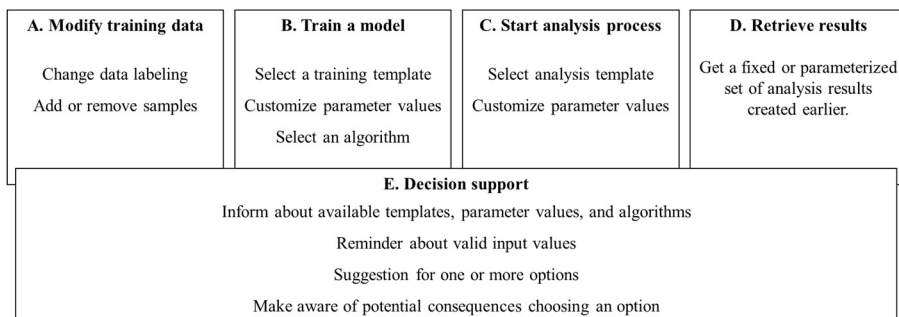 A. Modify training data
Change data labeling
Add or remove samples
B. Train a model
Select a training template
Customize parameter values
Select an algorithm
C. Start analysis process
Select analysis template
Customize parameter values
D. Retrieve results
Get a fixed or parameterized
set of analysis results
created earlier.
E. Decision support
Inform about available templates, parameter values, and algorithms
Reminder about valid input values
Suggestion for one or more options
Make aware of potential consequences choosing an option